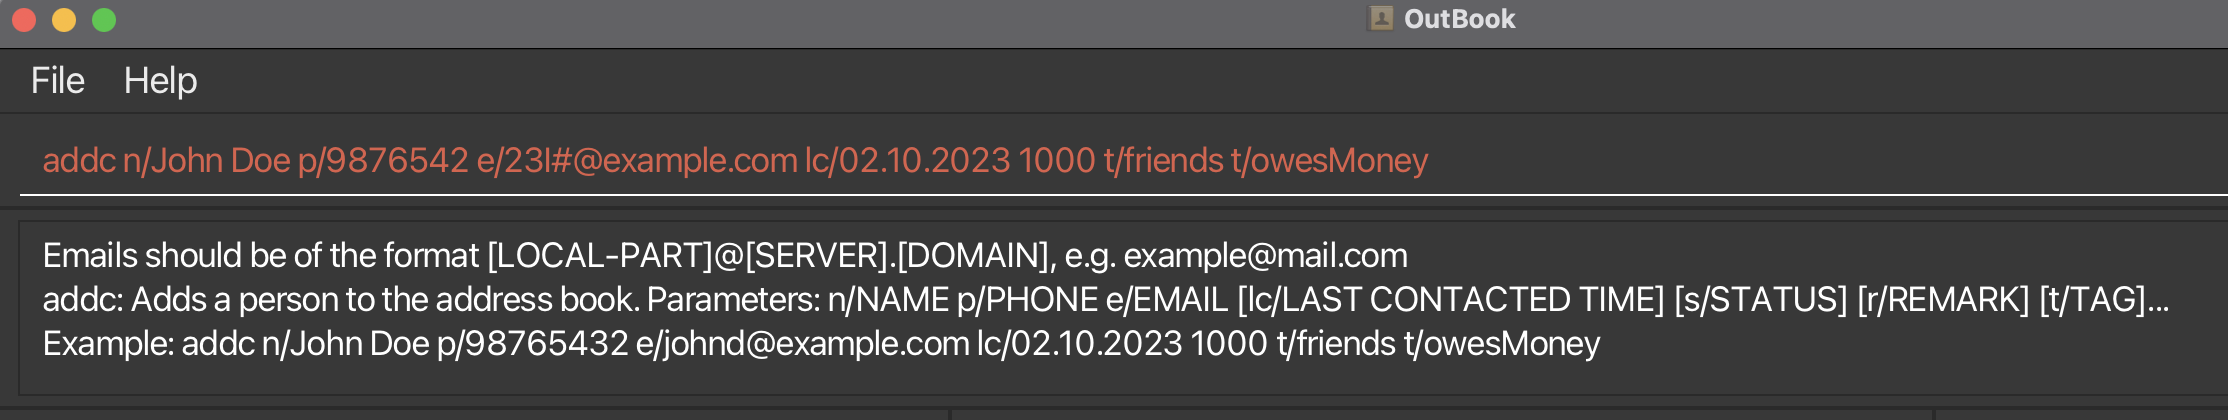 OutBook
File Help
addc n/John Doe p/9876542 e/23l#@example.com lc/02.10.2023 1000 t/friends t/owesMoney
Emails should be of the format [LOCAL-PART]@[SERVER].[DOMAIN], e.g. example@mail.com
addc: Adds a person to the address book. Parameters: n/NAME p/PHONE e/EMAIL [lc/LAST CONTACTED TIME] [s/STATUS] [r/REMARK] [t/TAG]...
Example: addc n/John Doe p/98765432 e/johnd@example.com lc/02.10.2023 1000 t/friends t/owesMoney